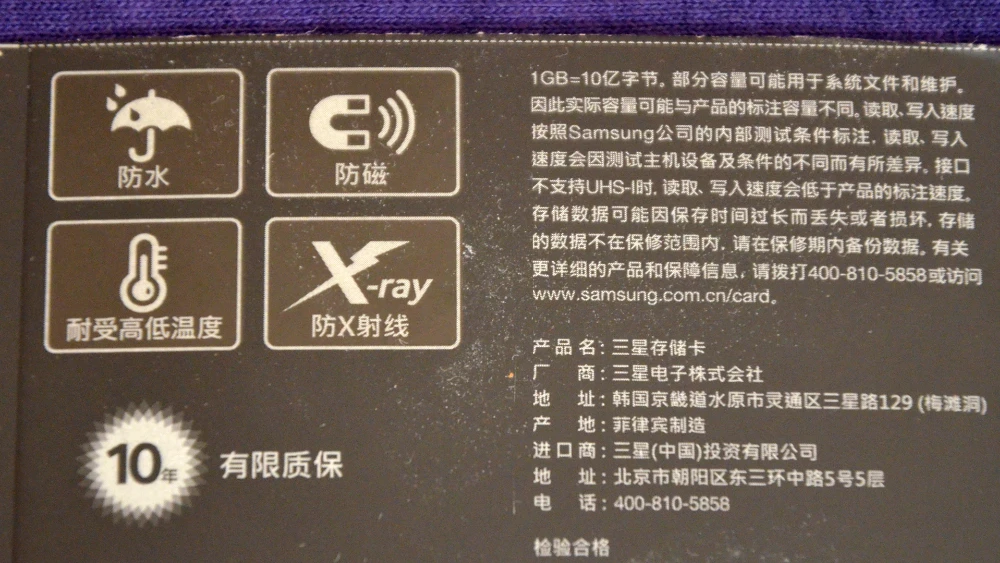 防水
防磁
耐受高低温度
X-ray
防X射线
10年
有限质保
1GB=10亿字节。部分容量可能用于系统文件和维护。
因此实际容量可能与产品的标注容量不同。读取、写入速度
按照Samsung公司的内部测试条件标注，读取、写入
速度会因测试主机设备及条件的不同而有所差异。接口
不支持UHS-I时，读取、写入速度会低于产品的标注速度。
存储数据可能因保存时间过长而丢失或者损坏，存储
的数据不在保修范围内，请在保修期内备份数据。有关
更详细的产品和保障信息，请拨打400-810-5858或访问
www.samsung.com.cn/card。
产品名：三星存储卡
厂 商：三星电子株式会社
地 址：韩国京畿道水原市灵通区三星路129 (梅滩洞)
产 地：菲律宾制造
进口商：三星(中国)投资有限公司
地 址：北京市朝阳区东三环中路5号5层
电 话：400-810-5858
检验合格